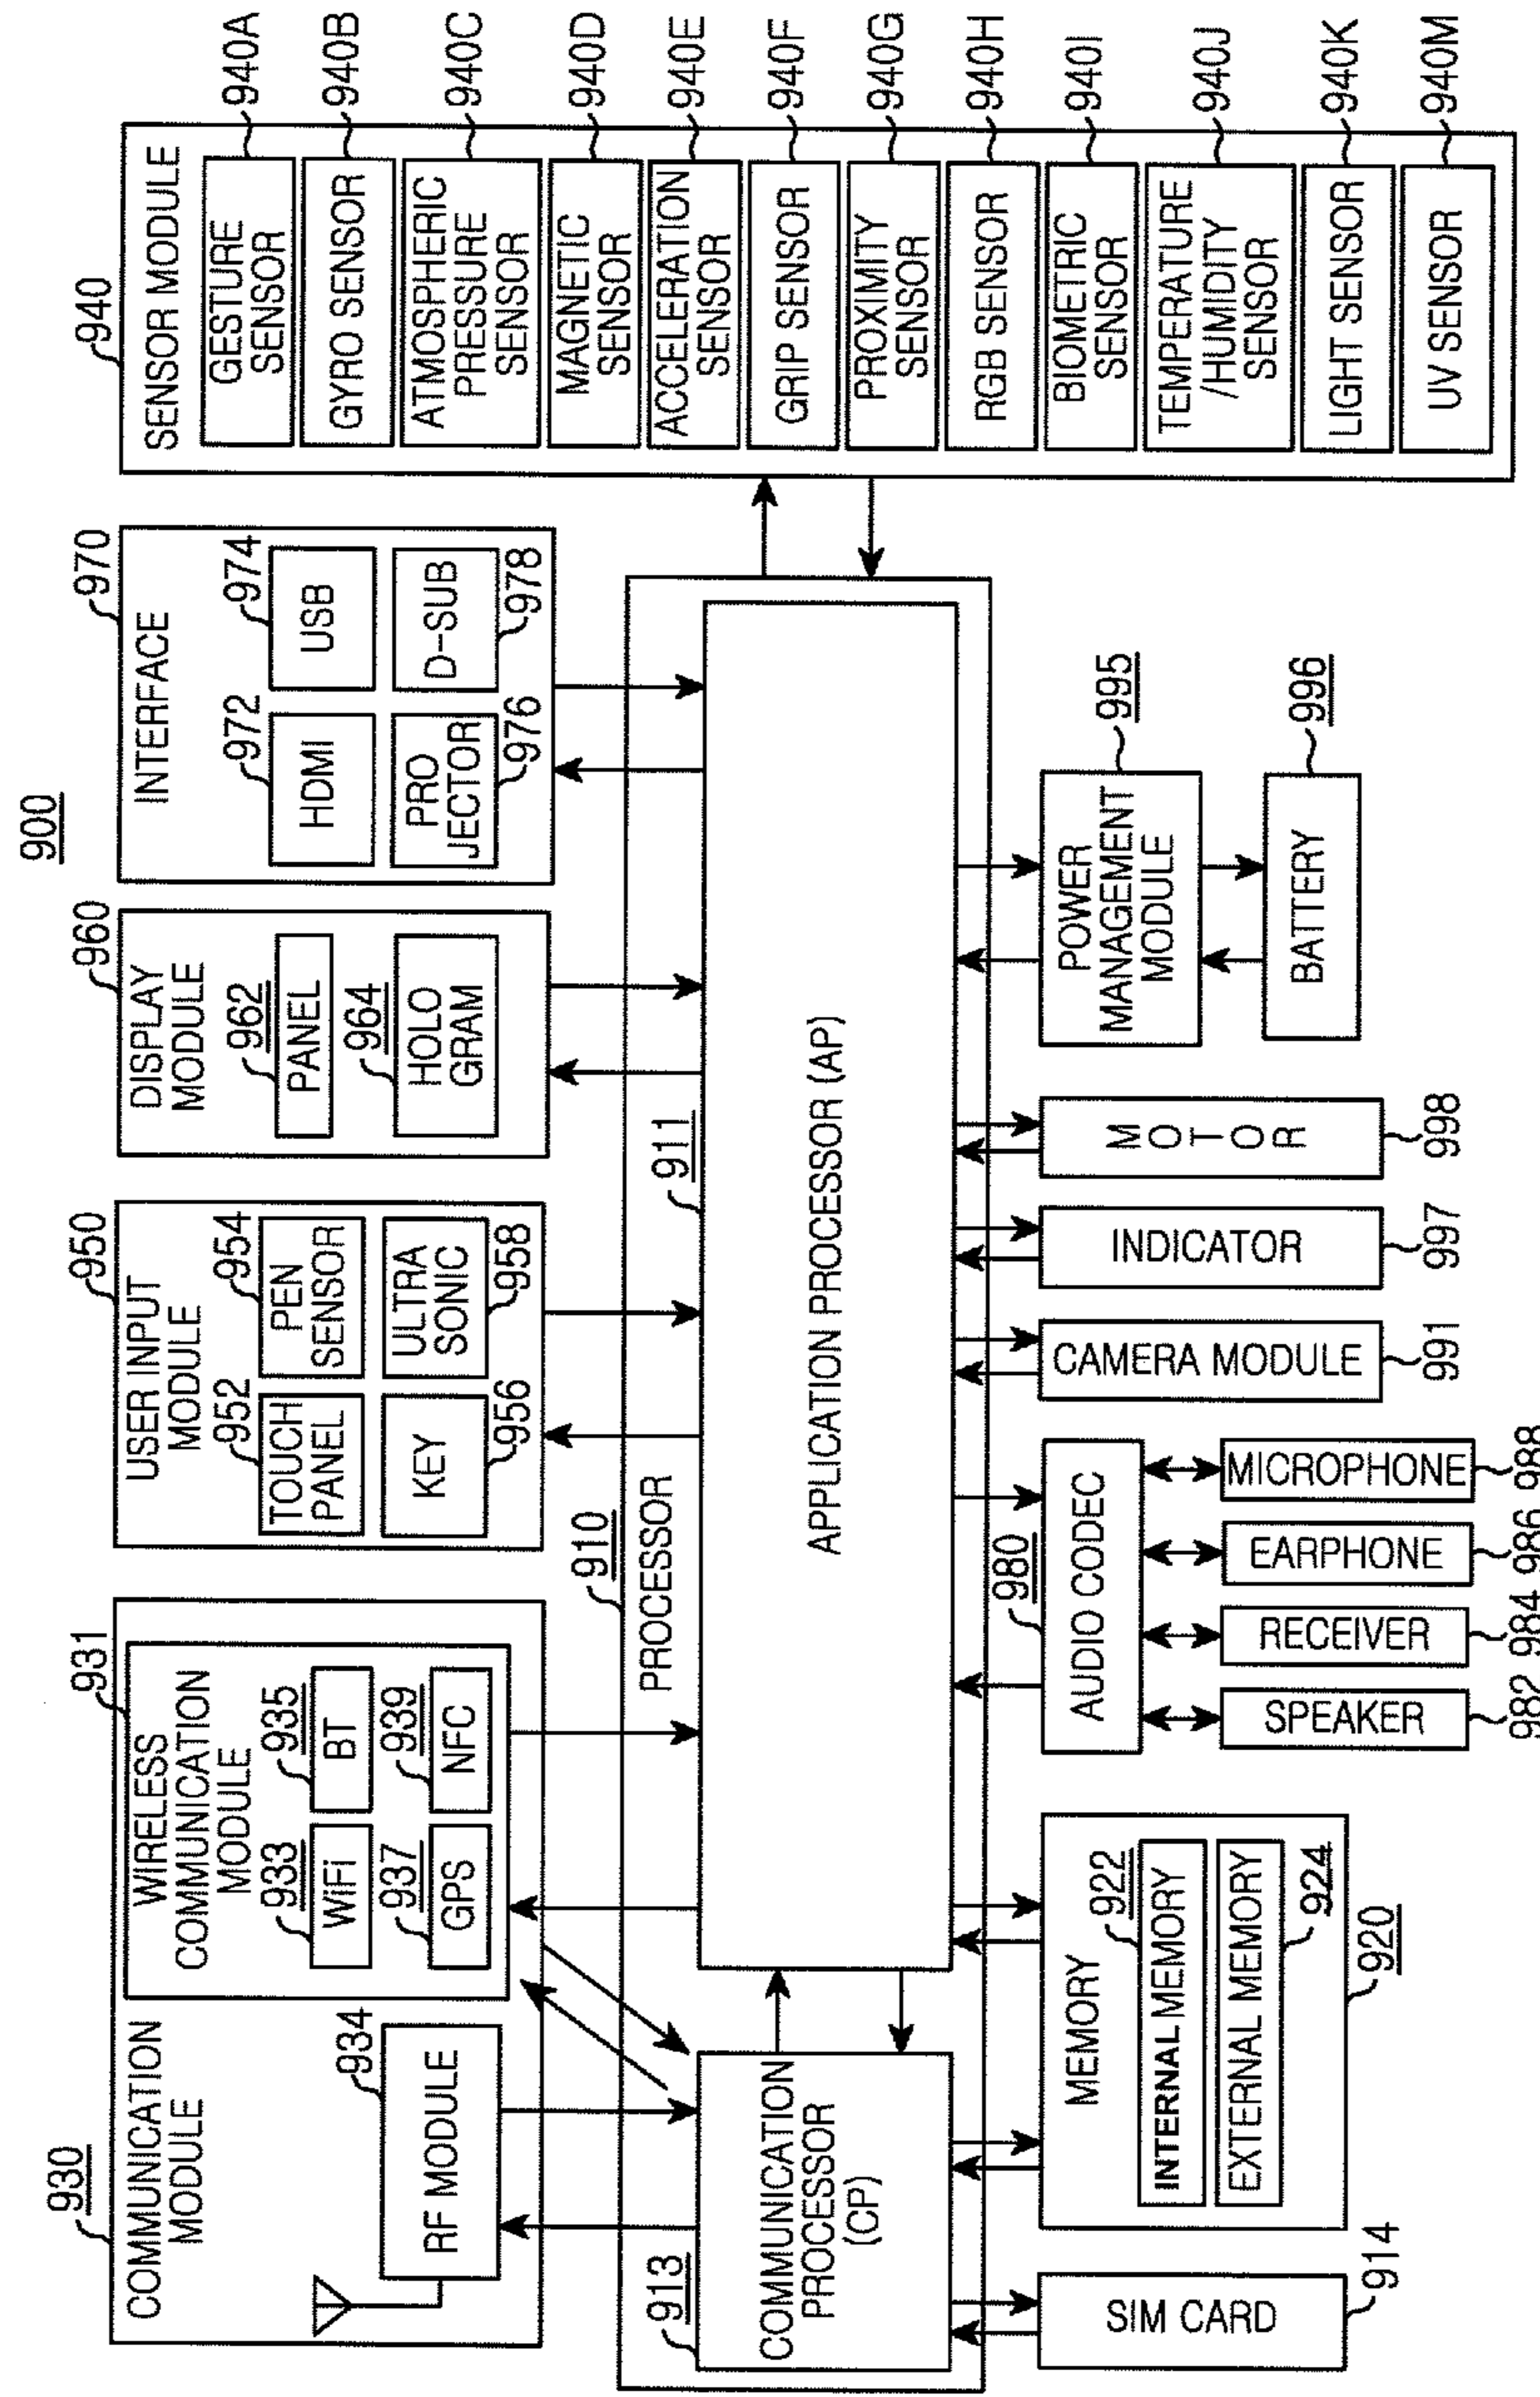 900
930
COMMUNICATION
MODULE
934
RF MODULE
931
WIRELESS
COMMUNICATION
MODULE
933
WiFi
935
BT
937
GPS
939
NFC
950
USER INPUT
MODULE
952
TOUCH
PANEL
954
PEN
SENSOR
KEY
956
ULTRA
SONIC
958
960
DISPLAY
MODULE
962
PANEL
964
HOLO
GRAM
970
INTERFACE
972
HDMI
974
USB
PRO
JECTOR
976
D-SUB
978
940
SENSOR MODULE
GESTURE
SENSOR
940A
GYRO SENSOR
940B
ATMOSPHERIC
PRESSURE
SENSOR
940C
MAGNETIC
SENSOR
940D
ACCELERATION
SENSOR
940E
GRIP SENSOR
940F
PROXIMITY
SENSOR
940G
RGB SENSOR
940H
BIOMETRIC
SENSOR
940I
TEMPERATURE
/HUMIDITY
SENSOR
940J
LIGHT SENSOR
940K
UV SENSOR
940M
910
PROCESSOR
913
COMMUNICATION
PROCESSOR
(CP)
911
APPLICATION PROCESSOR (AP)
SIM CARD
914
MEMORY
922
INTERNAL MEMORY
EXTERNAL MEMORY
924
920
980
AUDIO CODEC
SPEAKER
982
RECEIVER
984
EARPHONE
986
MICROPHONE
988
CAMERA MODULE
991
INDICATOR
997
MOTOR
998
POWER
MANAGEMENT
MODULE
995
BATTERY
996